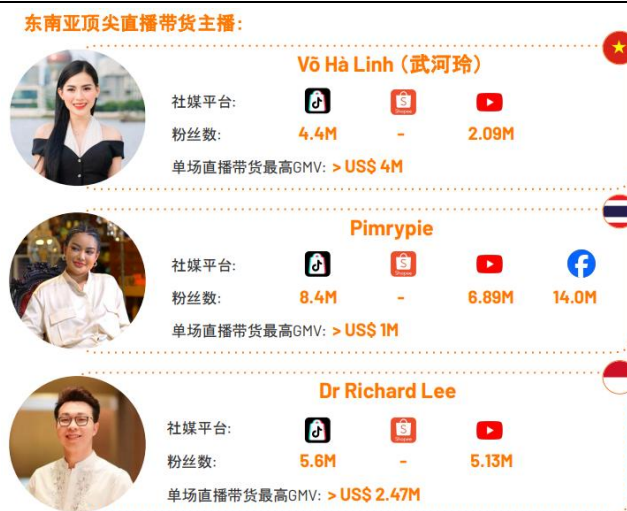 东南亚顶尖直播带货主播:
Võ Hà Linh (武河玲)
社媒平台:
Shopee
粉丝数: 4.4M - 2.09M
单场直播带货最高GMV: > US$ 4M
Pimrypie
社媒平台:
Shopee
粉丝数: 8.4M - 6.89M 14.0M
单场直播带货最高GMV: > US$ 1M
Dr Richard Lee
社媒平台:
Shopee
粉丝数: 5.6M - 5.13M
单场直播带货最高GMV: > US$ 2.47M